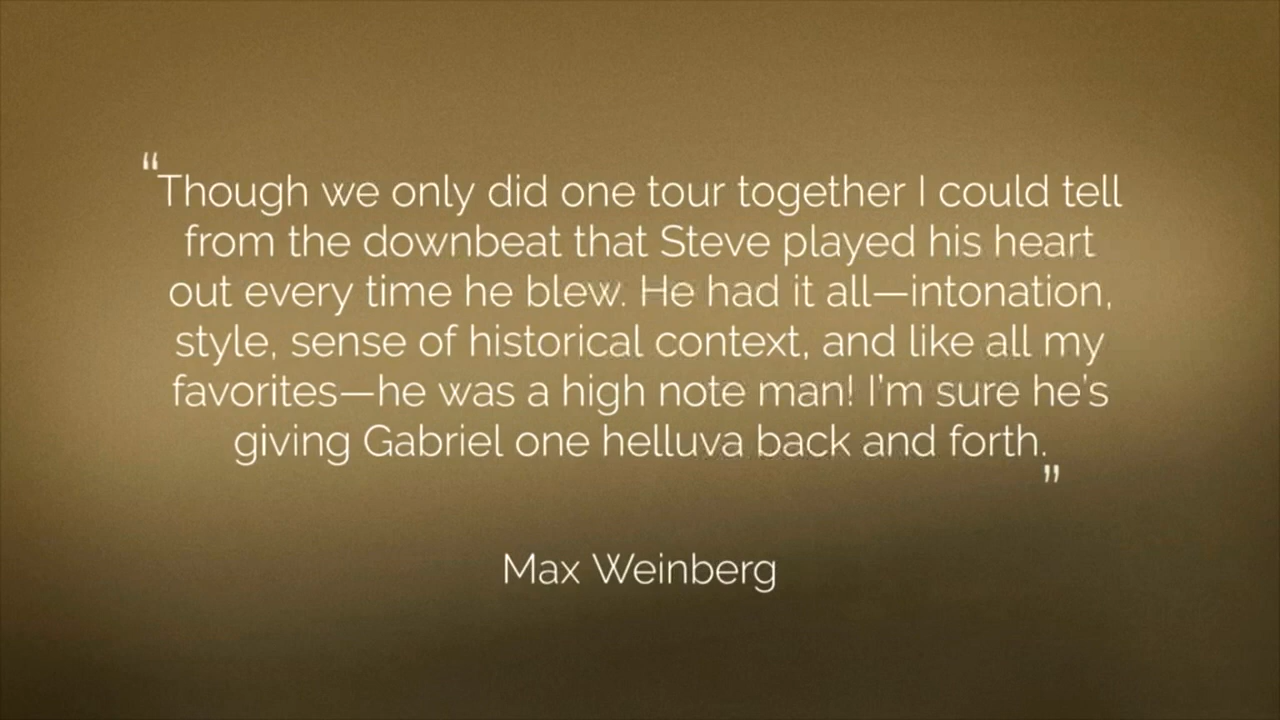 “Though we only did one tour together I could tell
from the downbeat that Steve played his heart
out every time he blew. He had it all—intonation,
style, sense of historical context, and like all my
favorites—he was a high note man! I'm sure he's
giving Gabriel one helluva back and forth.”
Max Weinberg